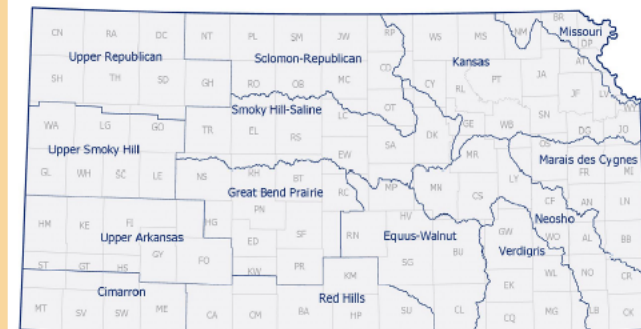 CN RA DC NT PL SM JW RP WS MS NM BR Missouri
DP
Upper Republican Solomon-Republican Kansas AT
SH TH SD GH RO OB MC CD CY RL PT JA JF LV
Smoky Hill-Saline
WA LG GO TR EL RS LC OT DK GE WB SN DG JO
Upper Smoky Hill SA MR OS Marais des Cygnes
GL WH SC LE NS RH BT EW RC MP MN CS LY FR MI
Great Bend Prairie
HM KE FI HG PN RN HV CF AN LN
Upper Arkansas ED SF Equus-Walnut Neosho
GY FO SG BU GW WO AL BB
Verdigris
ST GT HS KW PR KM EK WL NO CR
Cimarron Red Hills
MT SV SW ME CA CM BA HP SU CL CQ MG LB CK